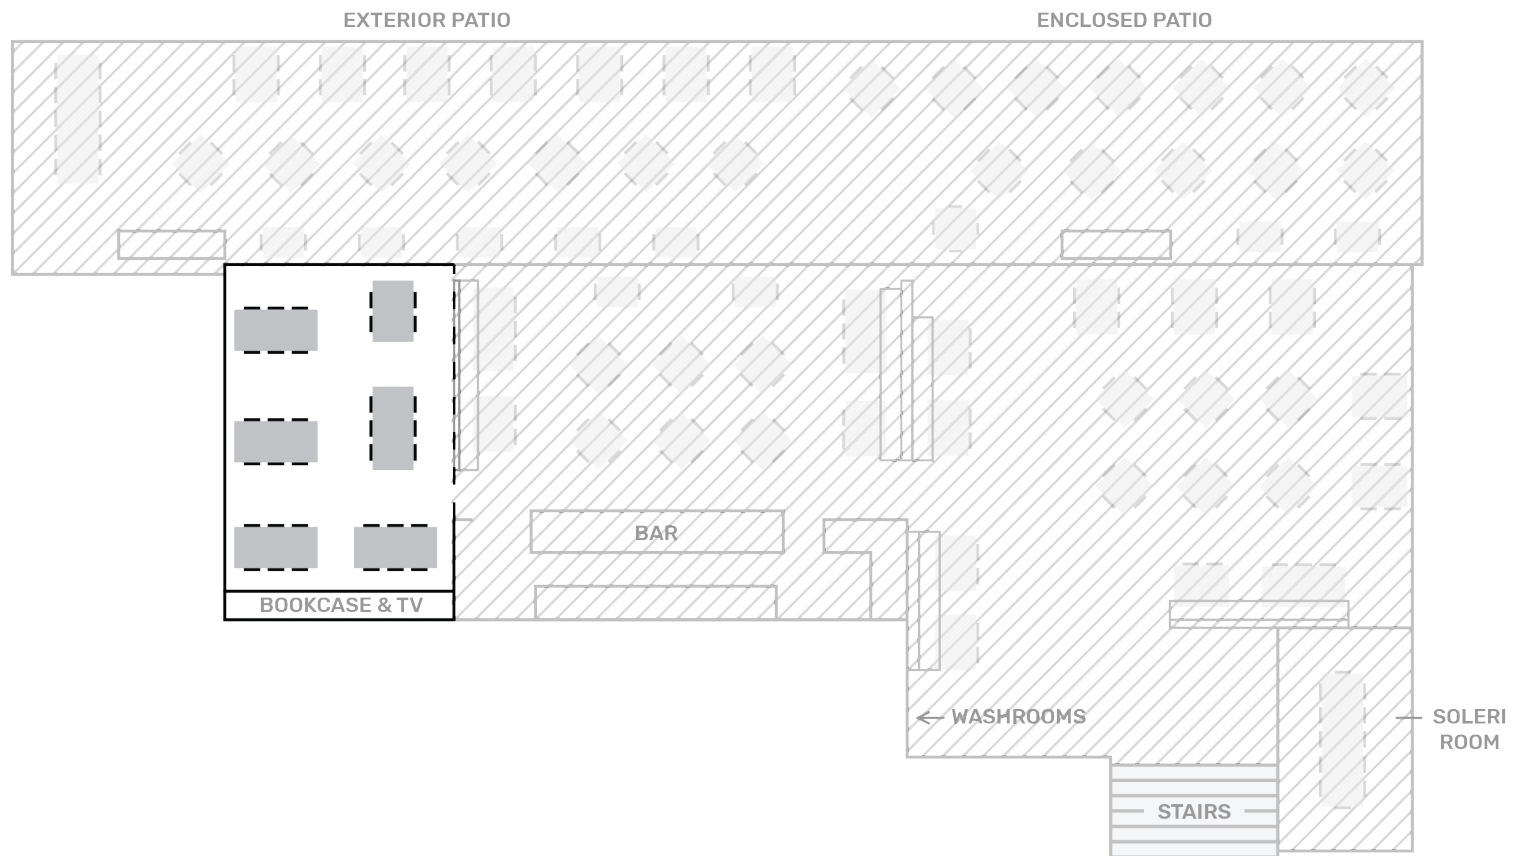 EXTERIOR PATIO
ENCLOSED PATIO
BAR
BOOKCASE & TV
WASHROOMS
SOLERI
ROOM
STAIRS